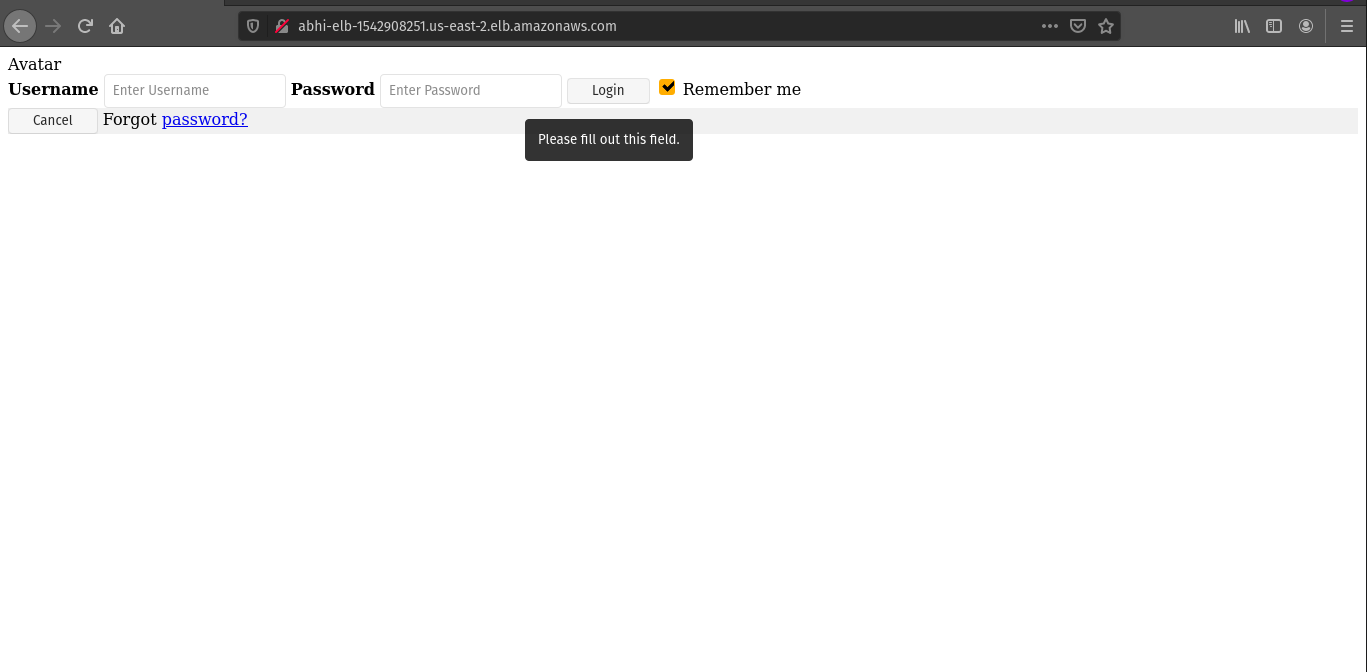 abhi-elb-1542908251.us-east-2.elb.amazonaws.com
Avatar
Username Enter Username Password Enter Password Login Remember me
Cancel Forgot password?
Please fill out this field.